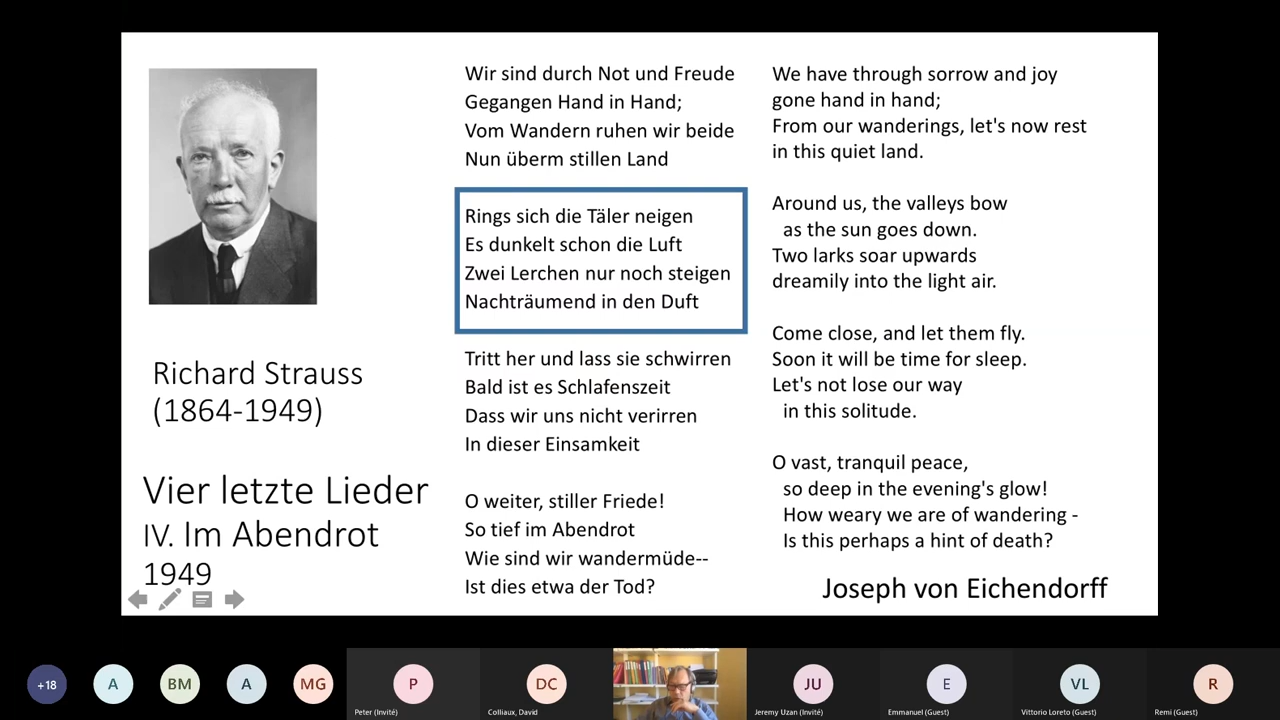 Richard Strauss
(1864-1949)
Vier letzte Lieder
IV. Im Abendrot
1949
Wir sind durch Not und Freude
Gegangen Hand in Hand;
Vom Wandern ruhen wir beide
Nun überm stillen Land
Rings sich die Täler neigen
Es dunkelt schon die Luft
Zwei Lerchen nur noch steigen
Nachträumend in den Duft
Tritt her und lass sie schwirren
Bald ist es Schlafenszeit
Dass wir uns nicht verirren
In dieser Einsamkeit
O weiter, stiller Friede!
So tief im Abendrot
Wie sind wir wandermüde--
Ist dies etwa der Tod?
We have through sorrow and joy
gone hand in hand;
From our wanderings, let's now rest
in this quiet land.
Around us, the valleys bow
as the sun goes down.
Two larks soar upwards
dreamily into the light air.
Come close, and let them fly.
Soon it will be time for sleep.
Let's not lose our way
in this solitude.
O vast, tranquil peace,
so deep in the evening's glow!
How weary we are of wandering -
Is this perhaps a hint of death?
Joseph von Eichendorff
+18
A
BM
A
MG
P
Peter (Invité)
DC
Colliaux, David
JU
Jeremy Uzan (Invité)
E
Emmanuel (Guest)
VL
Vittorio Loreto (Guest)
R
Remi (Guest)